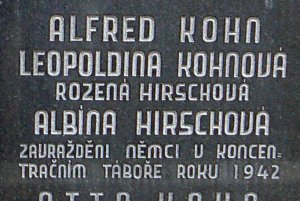 ALFRED KOHN
LEOPOLDINA KOHNOVÁ
ROZENÁ HIRSCHOVÁ
ALBÍNA HIRSCHOVÁ
ZAVRAŽDĚNI NĚMCI V KONCEN-
TRAČNÍM TÁBOŘE ROKU 1942